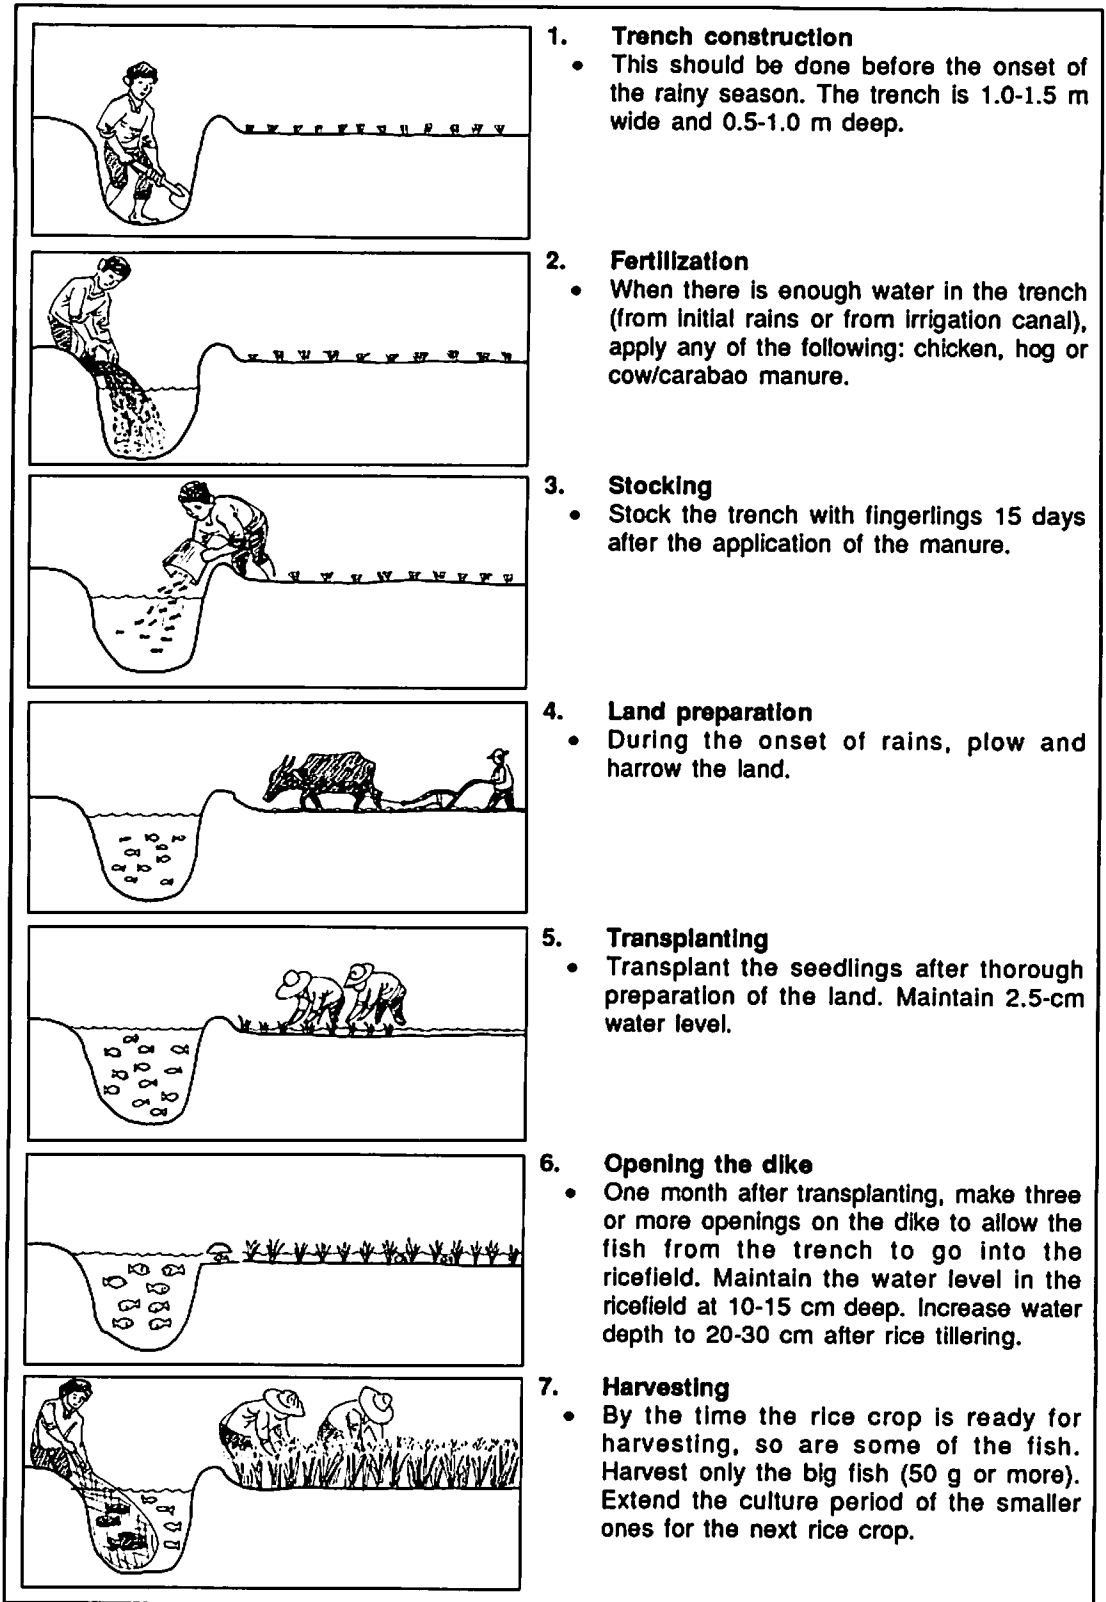 1. Trench construction
• This should be done before the onset of
the rainy season. The trench is 1.0-1.5 m
wide and 0.5-1.0 m deep.
2. Fertilization
• When there is enough water in the trench
(from initial rains or from irrigation canal),
apply any of the following: chicken, hog or
cow/carabao manure.
3. Stocking
• Stock the trench with fingerlings 15 days
after the application of the manure.
4. Land preparation
• During the onset of rains, plow and
harrow the land.
5. Transplanting
• Transplant the seedlings after thorough
preparation of the land. Maintain 2.5-cm
water level.
6. Opening the dike
• One month after transplanting, make three
or more openings on the dike to allow the
fish from the trench to go into the
ricefield. Maintain the water level in the
ricefield at 10-15 cm deep. Increase water
depth to 20-30 cm after rice tillering.
7. Harvesting
• By the time the rice crop is ready for
harvesting, so are some of the fish.
Harvest only the big fish (50 g or more).
Extend the culture period of the smaller
ones for the next rice crop.